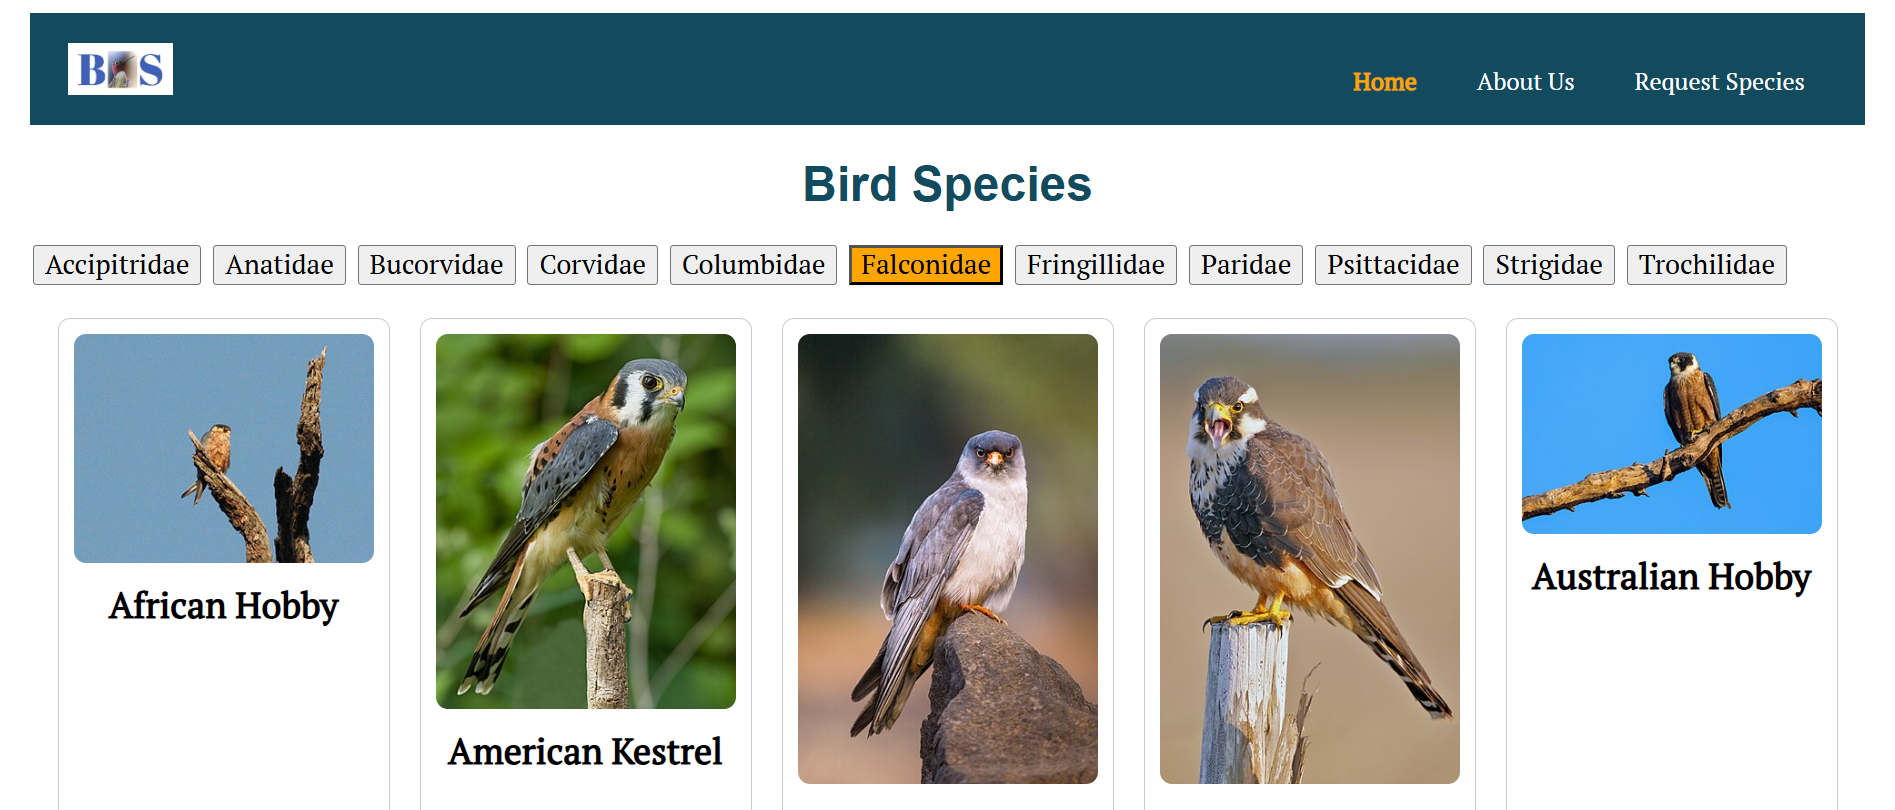 B S
Home About Us Request Species
Bird Species
Accipitridae Anatidae Bucorvidae Corvidae Columbidae Falconidae Fringillidae Paridae Psittacidae Strigidae Trochilidae
African Hobby
American Kestrel
Australian Hobby